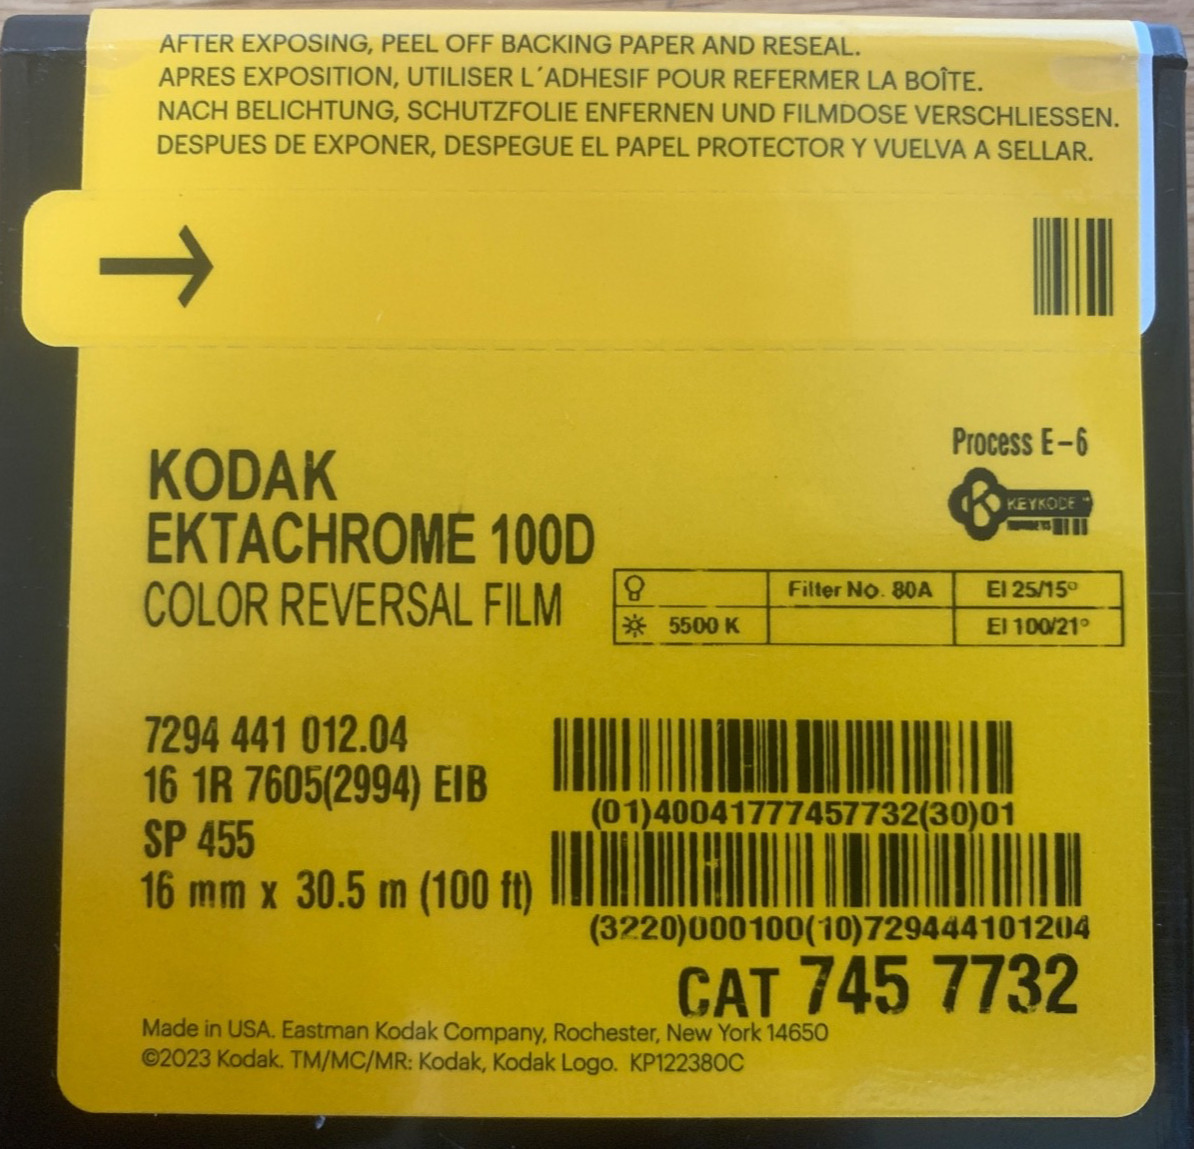 AFTER EXPOSING, PEEL OFF BACKING PAPER AND RESEAL.
APRES EXPOSITION, UTILISER L´ADHESIF POUR REFERMER LA BOÎTE.
NACH BELICHTUNG, SCHUTZFOLIE ENFERNEN UND FILMDOSE VERSCHLIESSEN.
DESPUES DE EXPONER, DESPEGUE EL PAPEL PROTECTOR Y VUELVA A SELLAR.
Process E-6
K KEYKODE™
KODAK
EKTACHROME 100D
COLOR REVERSAL FILM
Filter No. 80A EI 25/15°
5500 K EI 100/21°
7294 441 012.04
16 1R 7605(2994) EIB
SP 455
16 mm x 30.5 m (100 ft)
(01)40041777457732(30)01
(3220)000100(10)729444101204
CAT 745 7732
Made in USA. Eastman Kodak Company, Rochester, New York 14650
©2023 Kodak. TM/MC/MR: Kodak, Kodak Logo. KP122380C